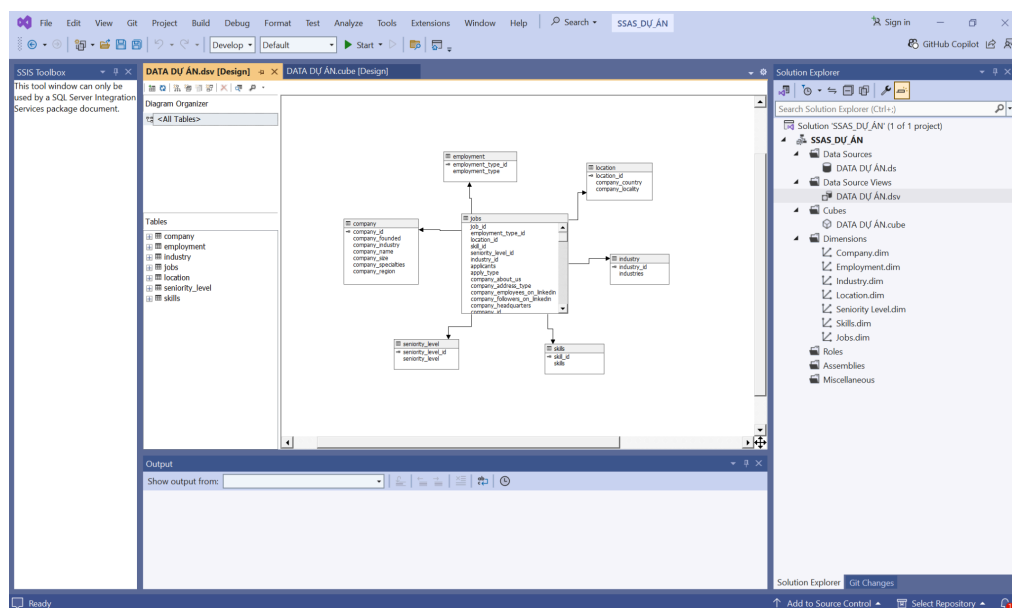 File Edit View Git Project Build Debug Format Test Analyze Tools Extensions Window Help Search SSAS_DỰ_ÁN Sign in
Develop Default Start GitHub Copilot
SSIS Toolbox
This tool window can only be
used by a SQL Server Integration
Services package document.
DATA DỰ ÁN.dsv [Design] DATA DỰ ÁN.cube [Design]
Diagram Organizer
<All Tables>
Tables
company
employment
industry
jobs
location
seniority_level
skills
employment
employment_type_id
employment_type
location
location_id
company_country
company_locality
company
company_id
company_founded
company_industry
company_name
company_size
company_specialties
company_region
jobs
job_id
employment_type_id
location_id
skill_id
seniority_level_id
industry_id
applicants
apply_type
company_about_us
company_address_type
company_employees_on_linkedin
company_followers_on_linkedin
company_headquarters
company_id
industry
industry_id
industries
seniority_level
seniority_level_id
seniority_level
skills
skill_id
skills
Output
Show output from:
Solution Explorer
Search Solution Explorer (Ctrl+;)
Solution 'SSAS_DỰ_ÁN' (1 of 1 project)
SSAS_DỰ_ÁN
Data Sources
DATA DỰ ÁN.ds
Data Source Views
DATA DỰ ÁN.dsv
Cubes
DATA DỰ ÁN.cube
Dimensions
Company.dim
Employment.dim
Industry.dim
Location.dim
Seniority Level.dim
Skills.dim
Jobs.dim
Roles
Assemblies
Miscellaneous
Solution Explorer Git Changes
Ready Add to Source Control Select Repository